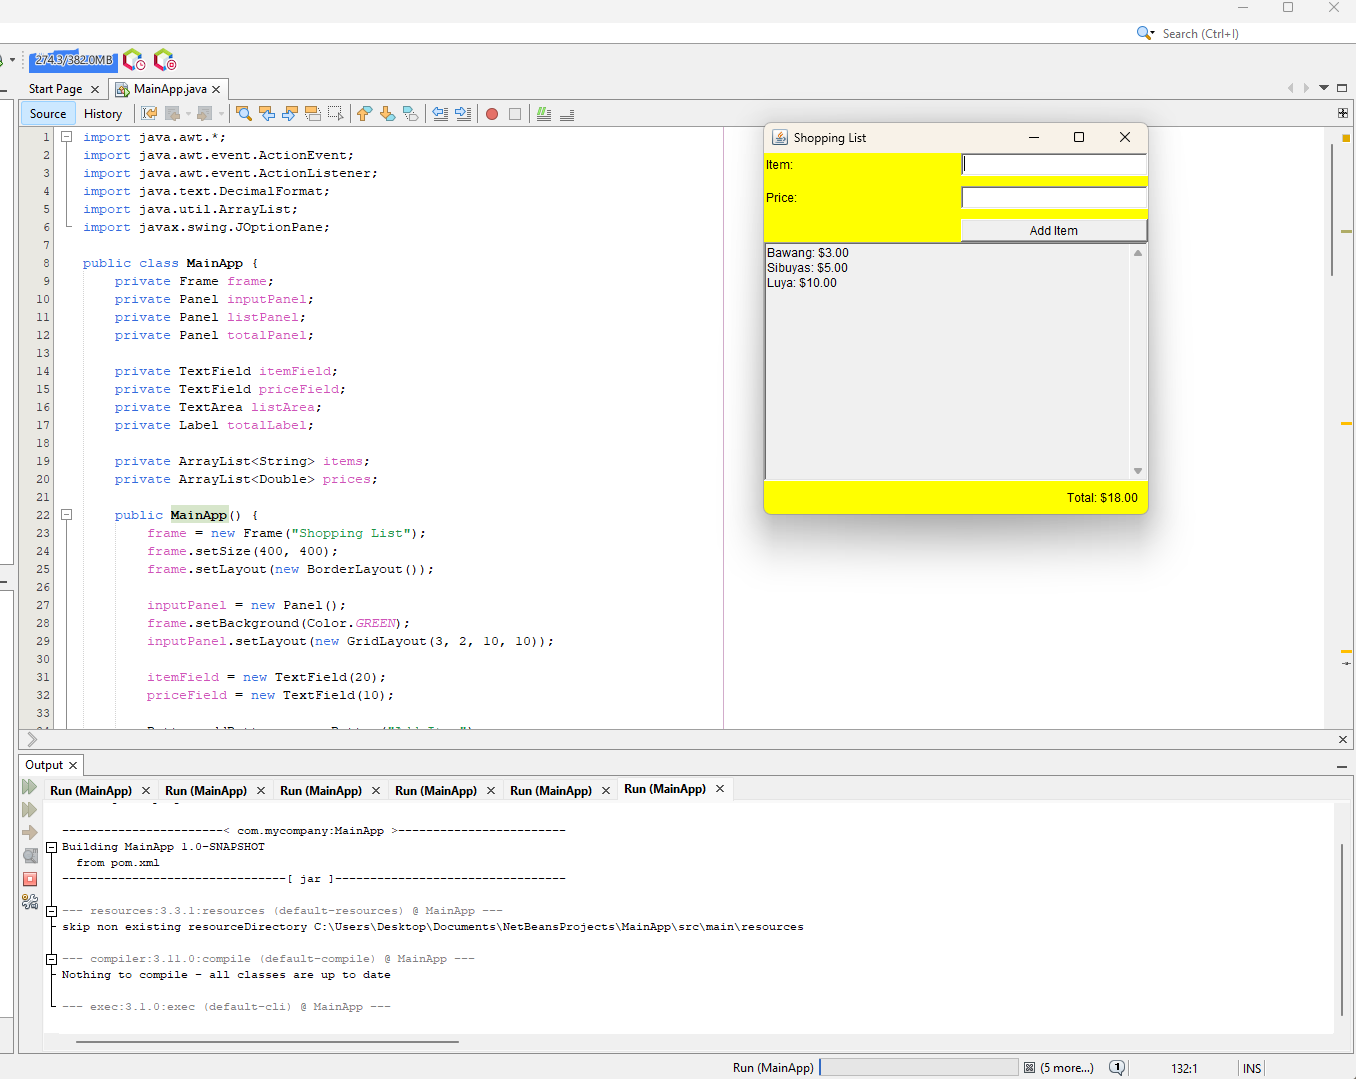 Search (Ctrl+I)
274.3/382.0MB
Start Page
MainApp.java
Source History
1 import java.awt.*;
2 import java.awt.event.ActionEvent;
3 import java.awt.event.ActionListener;
4 import java.text.DecimalFormat;
5 import java.util.ArrayList;
6 import javax.swing.JOptionPane;
7
8 public class MainApp {
9 private Frame frame;
10 private Panel inputPanel;
11 private Panel listPanel;
12 private Panel totalPanel;
13
14 private TextField itemField;
15 private TextField priceField;
16 private TextArea listArea;
17 private Label totalLabel;
18
19 private ArrayList<String> items;
20 private ArrayList<Double> prices;
21
22 public MainApp() {
23 frame = new Frame("Shopping List");
24 frame.setSize(400, 400);
25 frame.setLayout(new BorderLayout());
26
27 inputPanel = new Panel();
28 frame.setBackground(Color.GREEN);
29 inputPanel.setLayout(new GridLayout(3, 2, 10, 10));
30
31 itemField = new TextField(20);
32 priceField = new TextField(10);
33
Shopping List
Item:
Price:
Add Item
Bawang: $3.00
Sibuyas: $5.00
Luya: $10.00
Total: $18.00
Output
Run (MainApp) Run (MainApp) Run (MainApp) Run (MainApp) Run (MainApp) Run (MainApp)
-----------------------< com.mycompany:MainApp >------------------------
Building MainApp 1.0-SNAPSHOT
from pom.xml
--------------------------------[ jar ]---------------------------------
--- resources:3.3.1:resources (default-resources) @ MainApp ---
skip non existing resourceDirectory C:\Users\Desktop\Documents\NetBeansProjects\MainApp\src\main\resources
--- compiler:3.11.0:compile (default-compile) @ MainApp ---
Nothing to compile - all classes are up to date
--- exec:3.1.0:exec (default-cli) @ MainApp ---
Run (MainApp) (5 more...) 1 132:1 INS